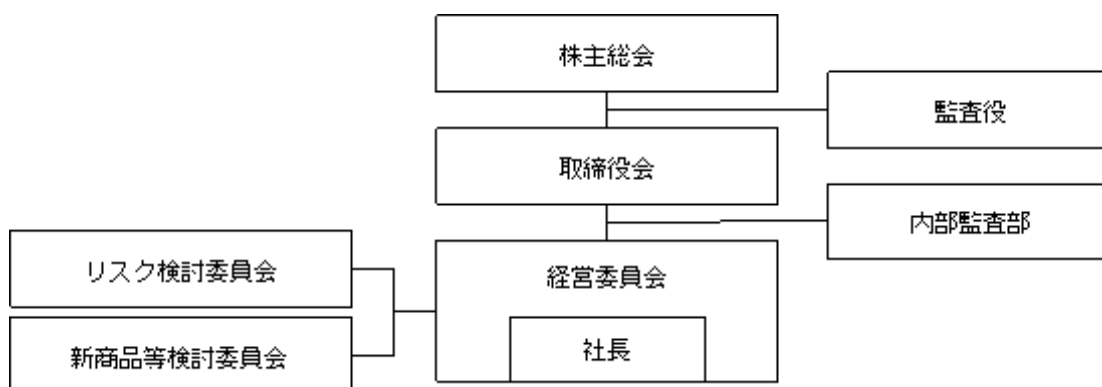 株主総会
監査役
取締役会
内部監査部
リスク検討委員会
経営委員会
新商品等検討委員会
社長